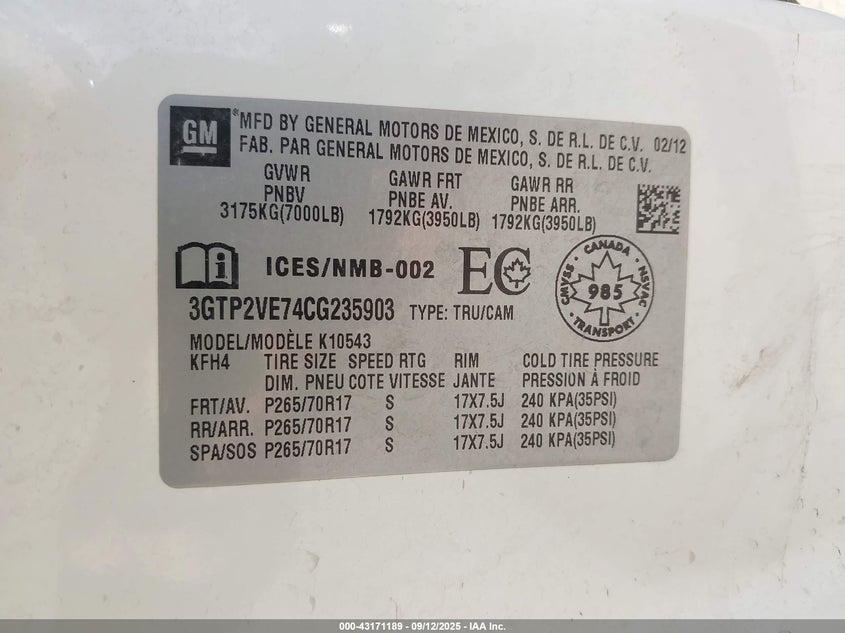 GM
*MFD BY GENERAL MOTORS DE MEXICO, S. DE R.L. DE C.V. 02/12
FAB. PAR GENERAL MOTORS DE MEXICO, S. DE R.L. DE C.V.
GVWR GAWR FRT GAWR RR
PNBV PNBE AV. PNBE ARR.
3175KG(7000LB) 1792KG(3950LB) 1792KG(3950LB)
i ICES/NMB-002 EC
CANADA
CMVSS 985 NSVAC
TRANSPORT
3GTP2VE74CG235903 TYPE: TRU/CAM
MODEL/MODÈLE K10543
KFH4 TIRE SIZE SPEED RTG RIM COLD TIRE PRESSURE
DIM. PNEU COTE VITESSE JANTE PRESSION À FROID
FRT/AV. P265/70R17 S 17X7.5J 240 KPA(35PSI)
RR/ARR. P265/70R17 S 17X7.5J 240 KPA(35PSI)
SPA/SOS P265/70R17 S 17X7.5J 240 KPA(35PSI)
000-43171189 - 09/12/2025 - IAA Inc.